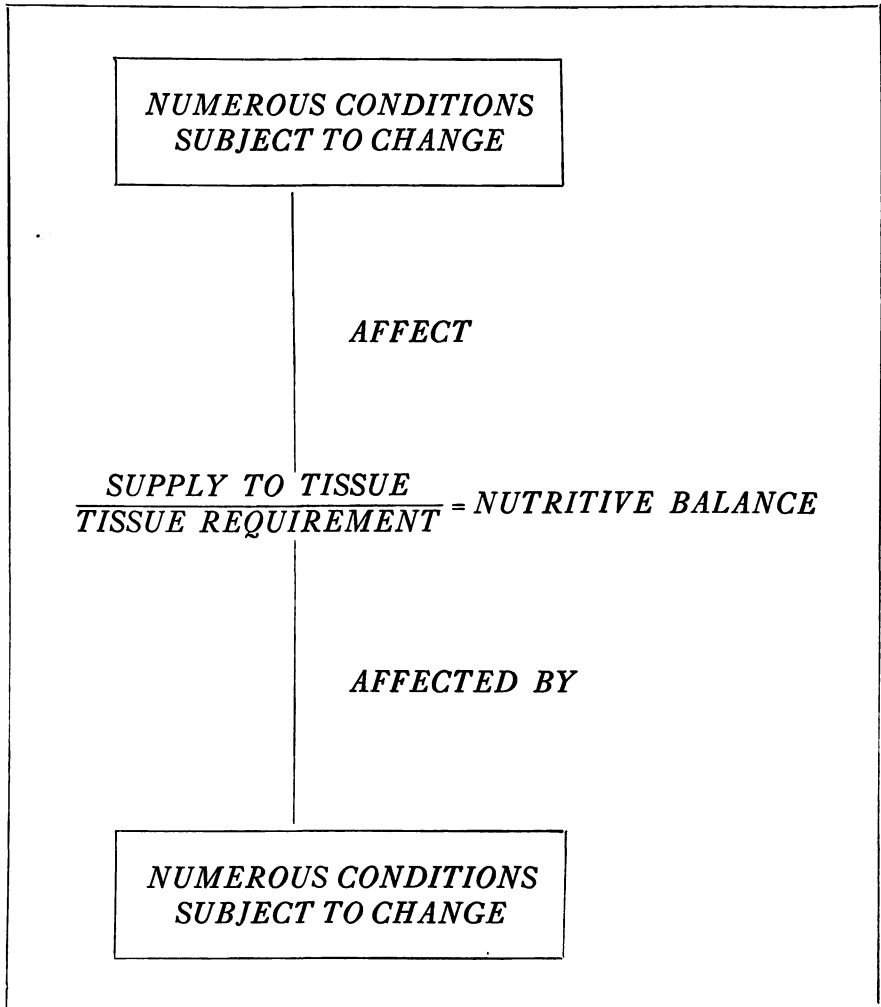 NUMEROUS CONDITIONS
SUBJECT TO CHANGE
AFFECT
SUPPLY TO TISSUE
TISSUE REQUIREMENT = NUTRITIVE BALANCE
AFFECTED BY
NUMEROUS CONDITIONS
SUBJECT TO CHANGE